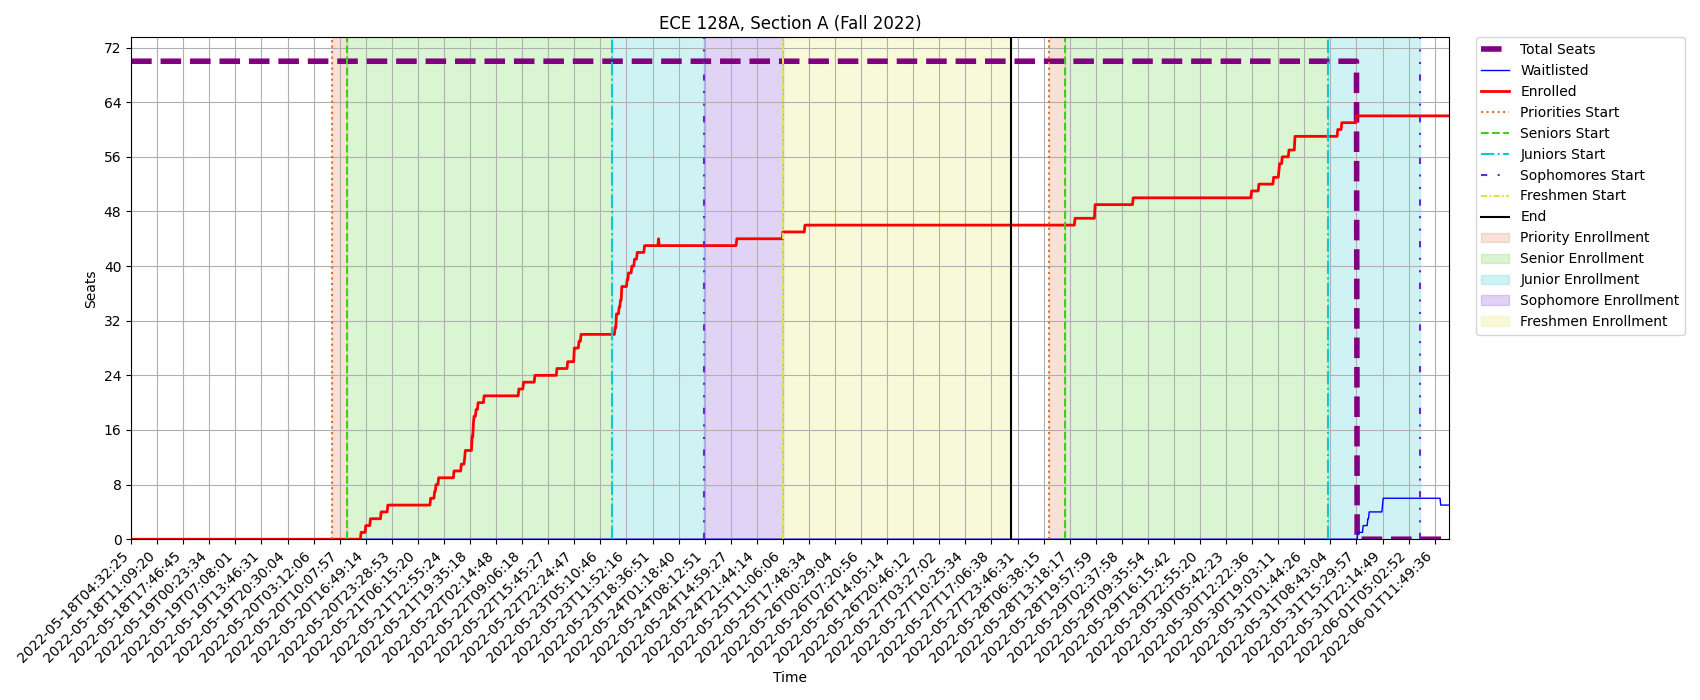 ECE 128A, Section A (Fall 2022)
Seats
72
64
56
48
40
32
24
16
8
0
2022-05-18T04:32:25
2022-05-18T11:09:20
2022-05-18T17:46:45
2022-05-19T00:23:34
2022-05-19T07:08:01
2022-05-19T13:46:31
2022-05-19T20:30:04
2022-05-20T03:12:06
2022-05-20T10:07:57
2022-05-20T16:49:14
2022-05-20T23:28:53
2022-05-21T06:15:20
2022-05-21T12:55:24
2022-05-21T19:35:18
2022-05-22T02:14:48
2022-05-22T09:06:18
2022-05-22T15:45:27
2022-05-22T22:24:47
2022-05-23T05:10:46
2022-05-23T11:52:16
2022-05-23T18:36:51
2022-05-24T01:18:40
2022-05-24T08:12:51
2022-05-24T14:59:27
2022-05-24T21:44:14
2022-05-25T11:06:06
2022-05-25T17:48:34
2022-05-26T00:29:04
2022-05-26T07:20:56
2022-05-26T14:05:14
2022-05-26T20:46:12
2022-05-27T03:27:02
2022-05-27T10:25:34
2022-05-27T17:06:38
2022-05-27T23:46:31
2022-05-28T06:38:15
2022-05-28T13:18:17
2022-05-28T19:57:59
2022-05-29T02:37:58
2022-05-29T09:35:54
2022-05-29T16:15:42
2022-05-29T22:55:20
2022-05-30T05:42:23
2022-05-30T12:22:36
2022-05-30T19:03:11
2022-05-31T01:44:26
2022-05-31T08:43:04
2022-05-31T15:29:57
2022-05-31T22:14:49
2022-06-01T05:02:52
2022-06-01T11:49:36
Time
Total Seats
Waitlisted
Enrolled
Priorities Start
Seniors Start
Juniors Start
Sophomores Start
Freshmen Start
End
Priority Enrollment
Senior Enrollment
Junior Enrollment
Sophomore Enrollment
Freshmen Enrollment